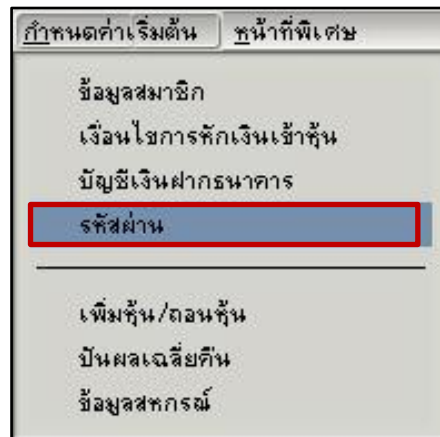 กำหนดค่าเริ่มต้น หน้าที่พิเศษ
ข้อมูลสมาชิก
เงื่อนไขการหักเงินเข้าหุ้น
บัญชีเงินฝากธนาคาร
รหัสผ่าน
เพิ่มหุ้น/ถอนหุ้น
ปันผลเฉลี่ยคืน
ข้อมูลสหกรณ์